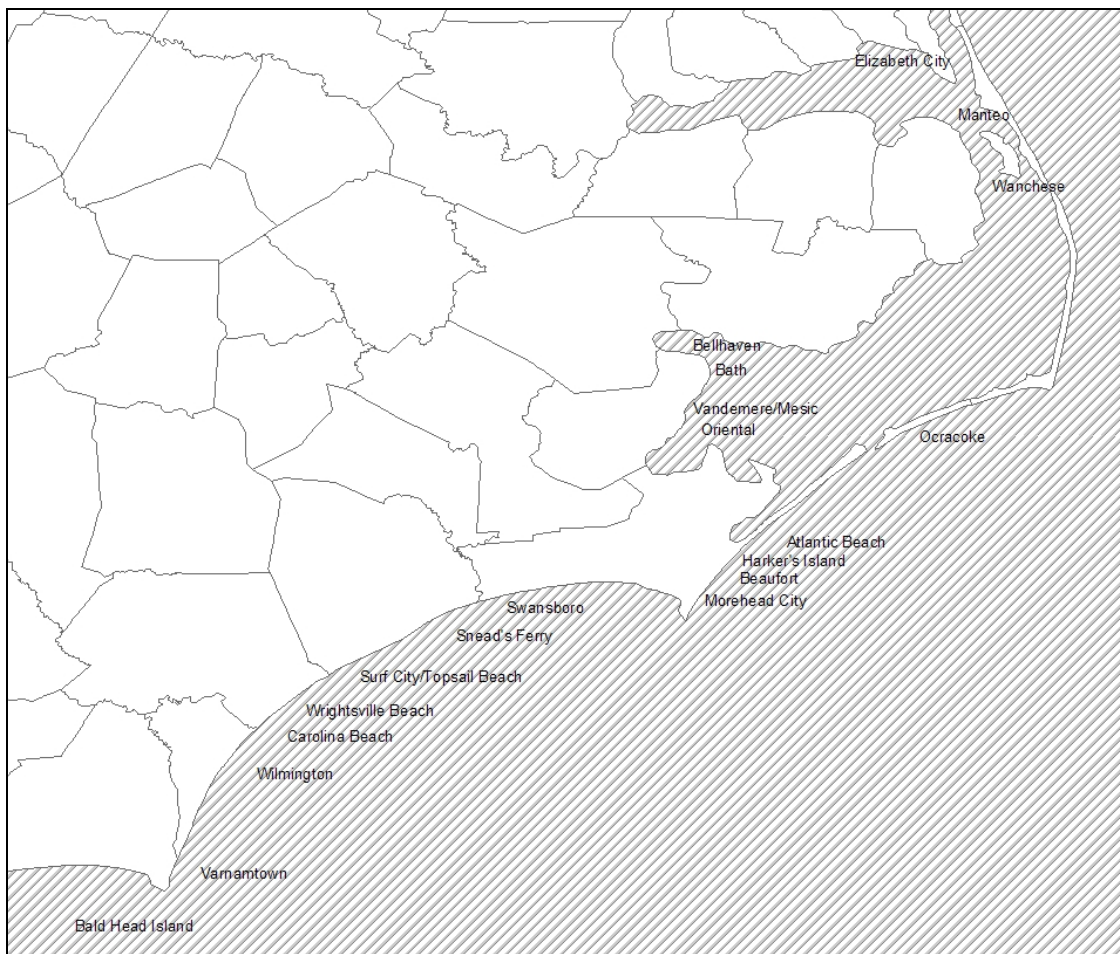 Elizabeth City
Manteo
Wanchese
Bellhaven
Bath
Vandemere/Mesic
Oriental
Ocracoke
Atlantic Beach
Harker's Island
Beaufort
Morehead City
Swansboro
Snead's Ferry
Surf City/Topsail Beach
Wrightsville Beach
Carolina Beach
Wilmington
Varnamtown
Bald Head Island